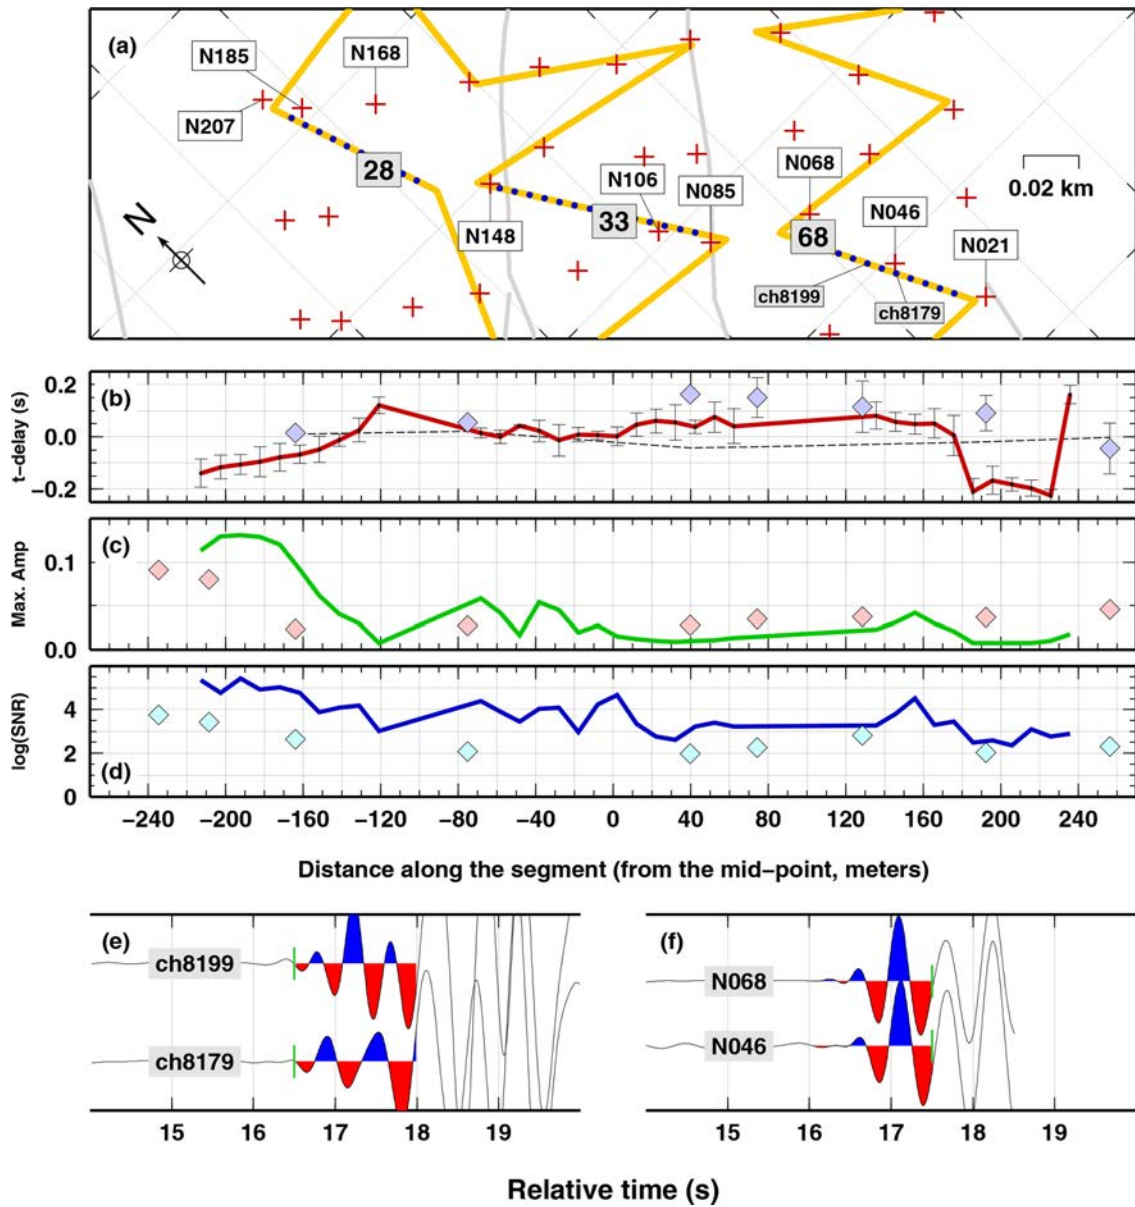 (a)
N185
N168
N207
28
N106
N085
N148
33
N068
N046
68
N021
ch8199
ch8179
0.02 km
N
(b)
t−delay (s)
0.2
0.0
−0.2
(c)
Max. Amp
0.1
0.0
(d)
log(SNR)
4
2
0
−240 −200 −160 −120 −80 −40 0 40 80 120 160 200 240
Distance along the segment (from the mid−point, meters)
(e)
ch8199
ch8179
15 16 17 18 19
(f)
N068
N046
15 16 17 18 19
Relative time (s)